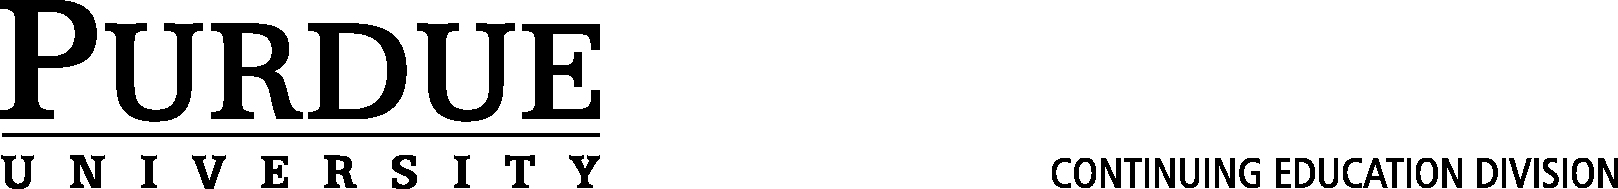 PURDUE
UNIVERSITY
CONTINUING EDUCATION DIVISION